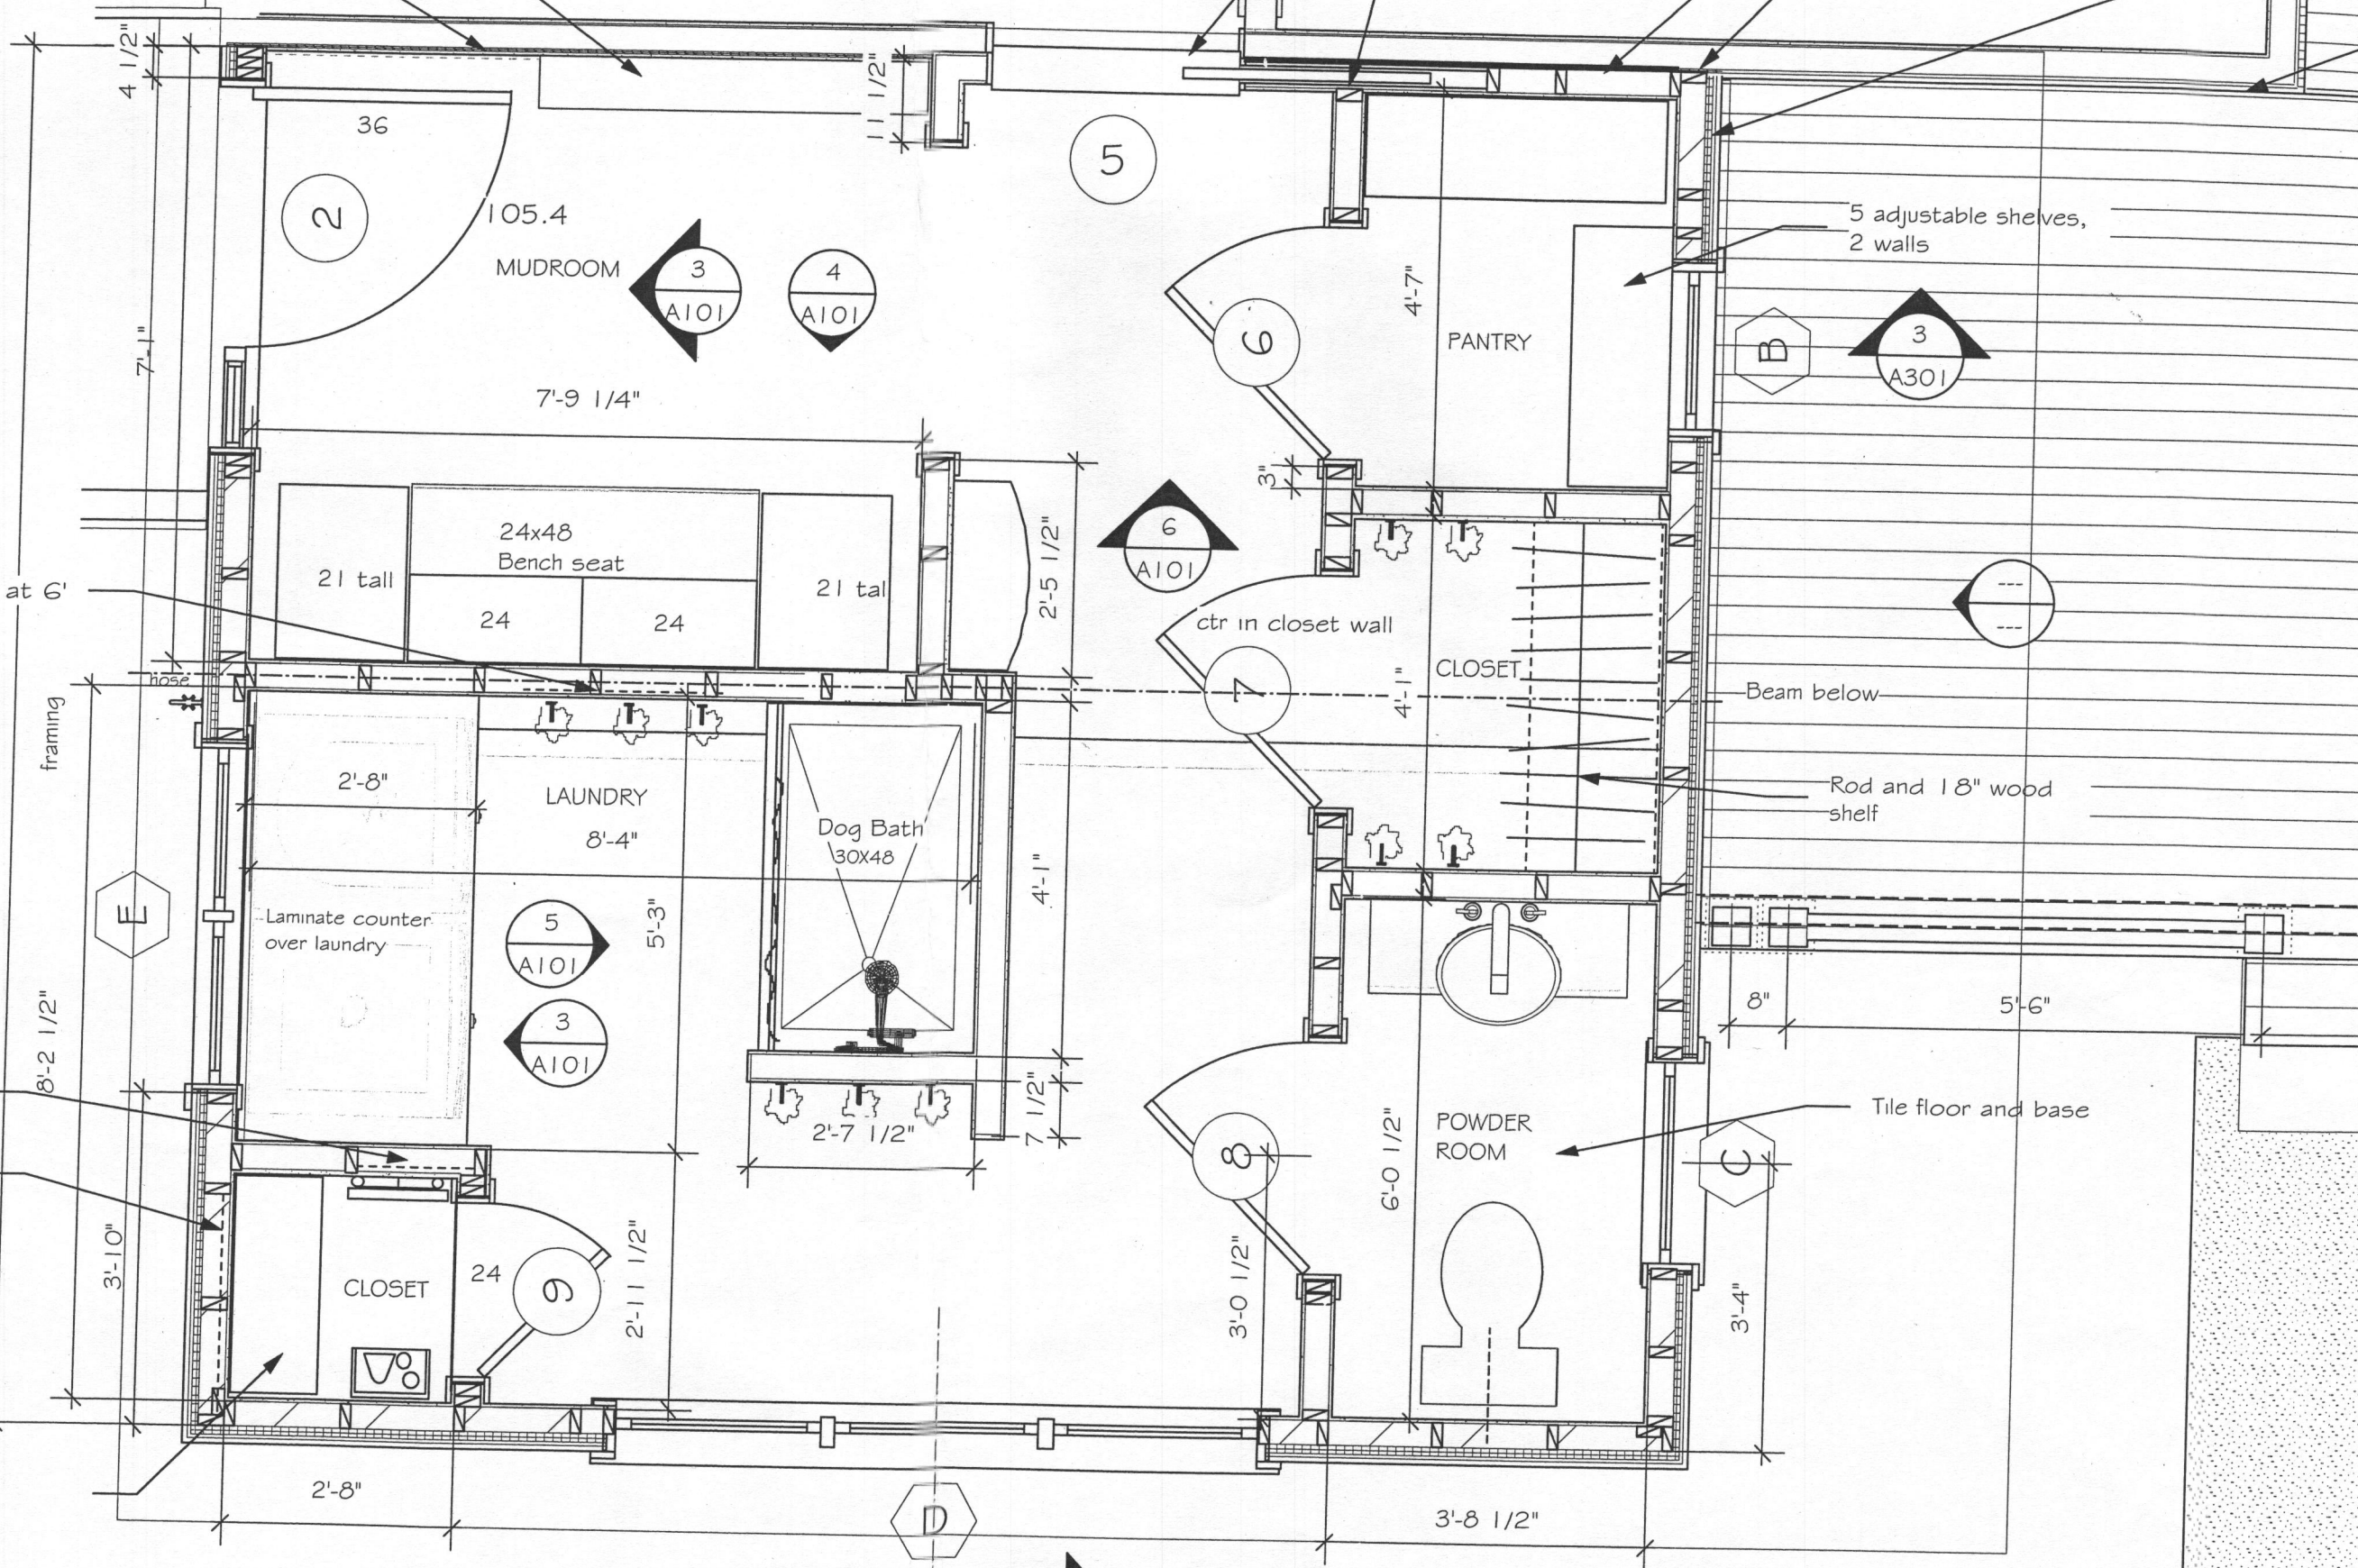 4 1/2"
11 1/2"
36
2
5
105.4
MUDROOM
3
A101
4
A101
5 adjustable shelves,
2 walls
6
4'-7"
PANTRY
B
3
A301
7'-1"
7'-9 1/4"
3"
24x48
Bench seat
21 tall
21 tal
24
24
2'-5 1/2"
6
A101
at 6'
ctr in closet wall
---
---
hose
framing
CLOSET
4'-1"
7
Beam below
2'-8"
LAUNDRY
8'-4"
Dog Bath
30X48
Rod and 18" wood
shelf
E
Laminate counter
over laundry
5
A101
5'-3"
4'-1"
3
A101
8'-2 1/2"
8"
5'-6"
7 1/2"
2'-7 1/2"
8
6'-0 1/2"
POWDER
ROOM
Tile floor and base
C
3'-10"
CLOSET
24
9
2'-11 1/2"
3'-0 1/2"
3'-4"
2'-8"
D
3'-8 1/2"